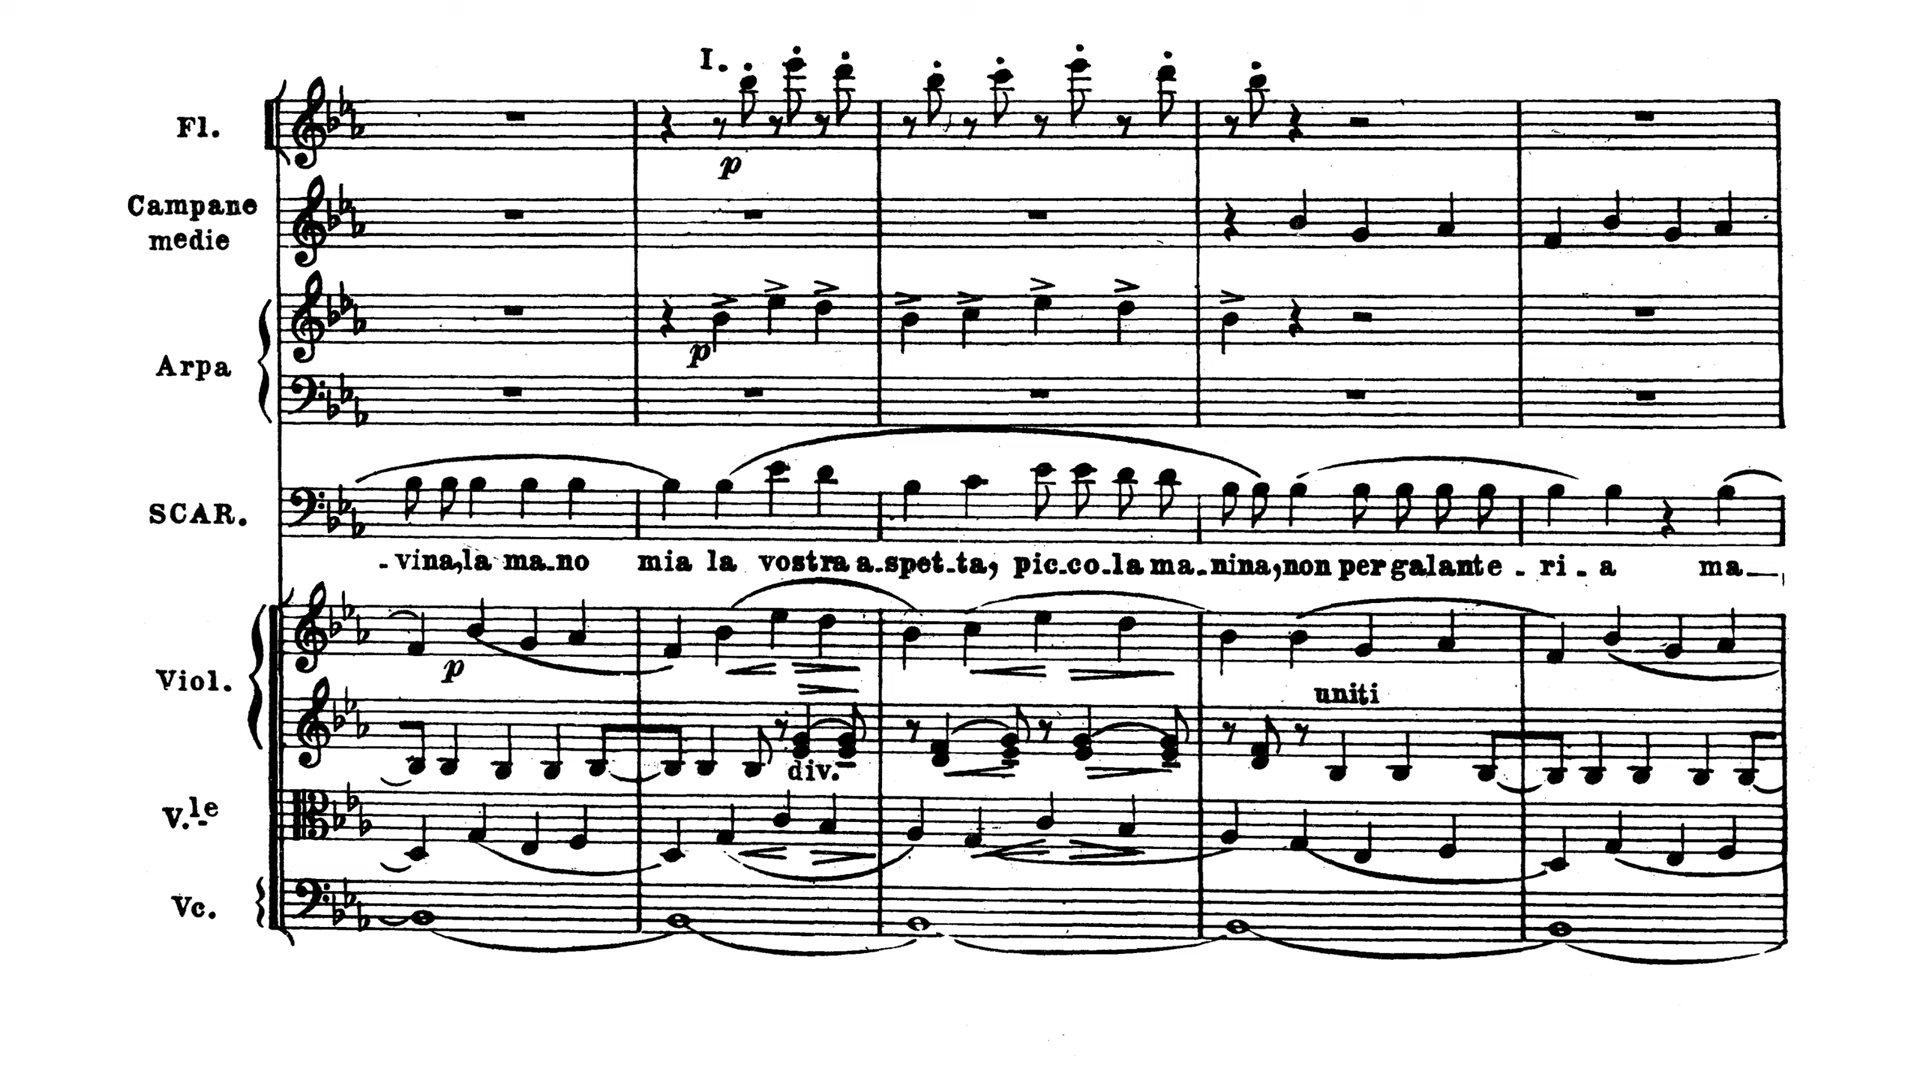 I.
Fl.
p
Campane
medie
Arpa
p
SCAR.
- vina, la ma - no mia la vostra a - spet - ta, pic - co - la ma - nina, non per galante - ri - a ma -
Viol.
p
uniti
div.
V.le
Vc.